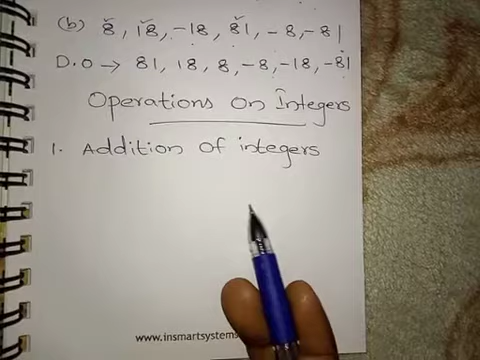 (b) 8, 18, -18, 81, -8, -81
D.O → 81, 18, 8, -8, -18, -81
Operations On Integers
1. Addition Of integers
www.insmartsystems